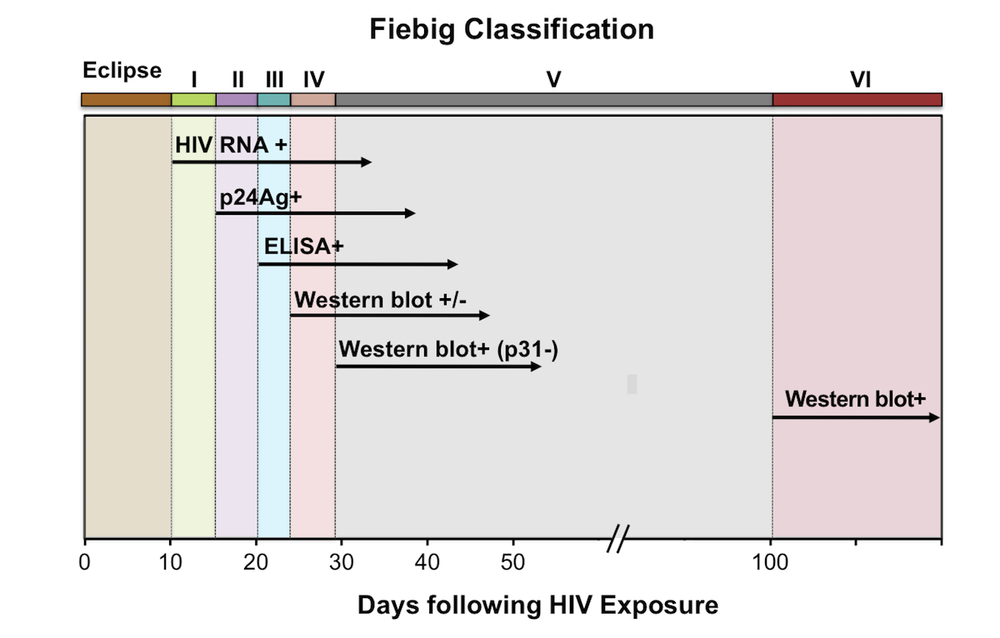 Fiebig Classification
Eclipse I II III IV V VI
HIV RNA +
p24Ag+
ELISA+
Western blot +/-
Western blot+ (p31-)
Western blot+
0 10 20 30 40 50 100
Days following HIV Exposure